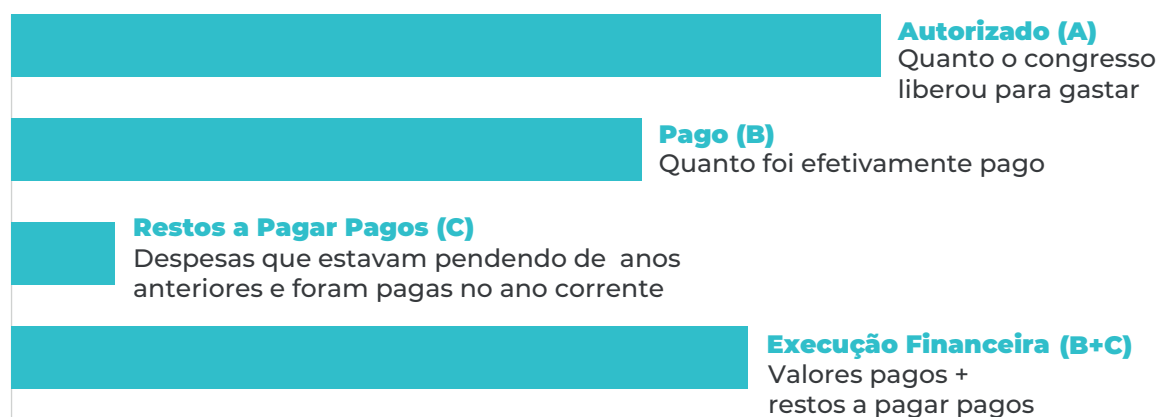 Autorizado (A)
Quanto o congresso
liberou para gastar
Pago (B)
Quanto foi efetivamente pago
Restos a Pagar Pagos (C)
Despesas que estavam pendendo de anos
anteriores e foram pagas no ano corrente
Execução Financeira (B+C)
Valores pagos +
restos a pagar pagos